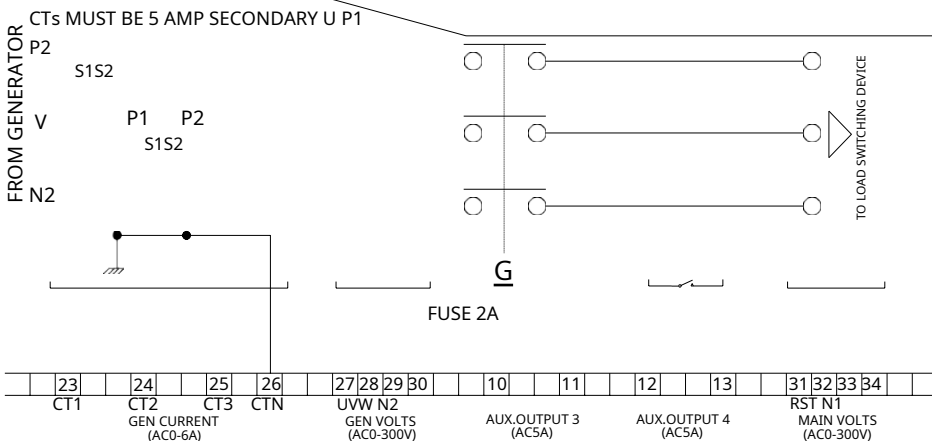 CTs MUST BE 5 AMP SECONDARY U P1
FROM GENERATOR
P2
S1S2
V
P1 P2
S1S2
N2
TO LOAD SWITCHING DEVICE
G
FUSE 2A
23 24 25 26 27 28 29 30 10 11 12 13 31 32 33 34
CT1 CT2 CT3 CTN UVW N2 RST N1
GEN CURRENT
(AC0-6A)
GEN VOLTS
(AC0-300V)
AUX.OUTPUT 3
(AC5A)
AUX.OUTPUT 4
(AC5A)
MAIN VOLTS
(AC0-300V)